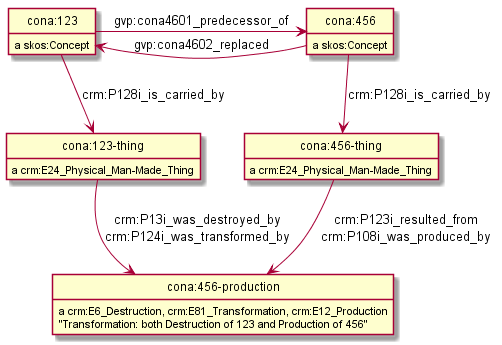 cona:123
gvp:cona4601_predecessor_of
cona:456
a skos:Concept
gvp:cona4602_replaced
a skos:Concept
crm:P128i_is_carried_by
crm:P128i_is_carried_by
cona:123-thing
cona:456-thing
a crm:E24_Physical_Man-Made_Thing
a crm:E24_Physical_Man-Made_Thing
crm:P13i_was_destroyed_by
crm:P124i_was_transformed_by
crm:P123i_resulted_from
crm:P108i_was_produced_by
cona:456-production
a crm:E6_Destruction, crm:E81_Transformation, crm:E12_Production
"Transformation: both Destruction of 123 and Production of 456"